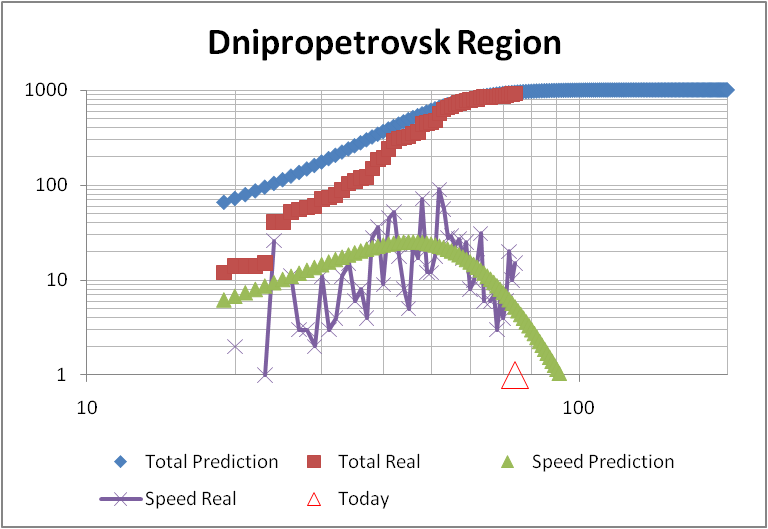 Dnipropetrovsk Region
1000
100
10
1
10 100
Total Prediction Total Real Speed Prediction
Speed Real Today